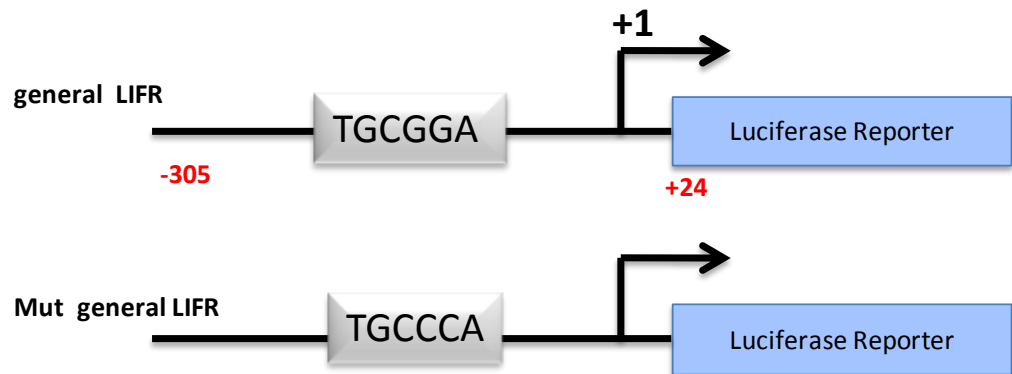 +1
general LIFR
TGCGGA
Luciferase Reporter
-305
+24
Mut general LIFR
TGCCCA
Luciferase Reporter